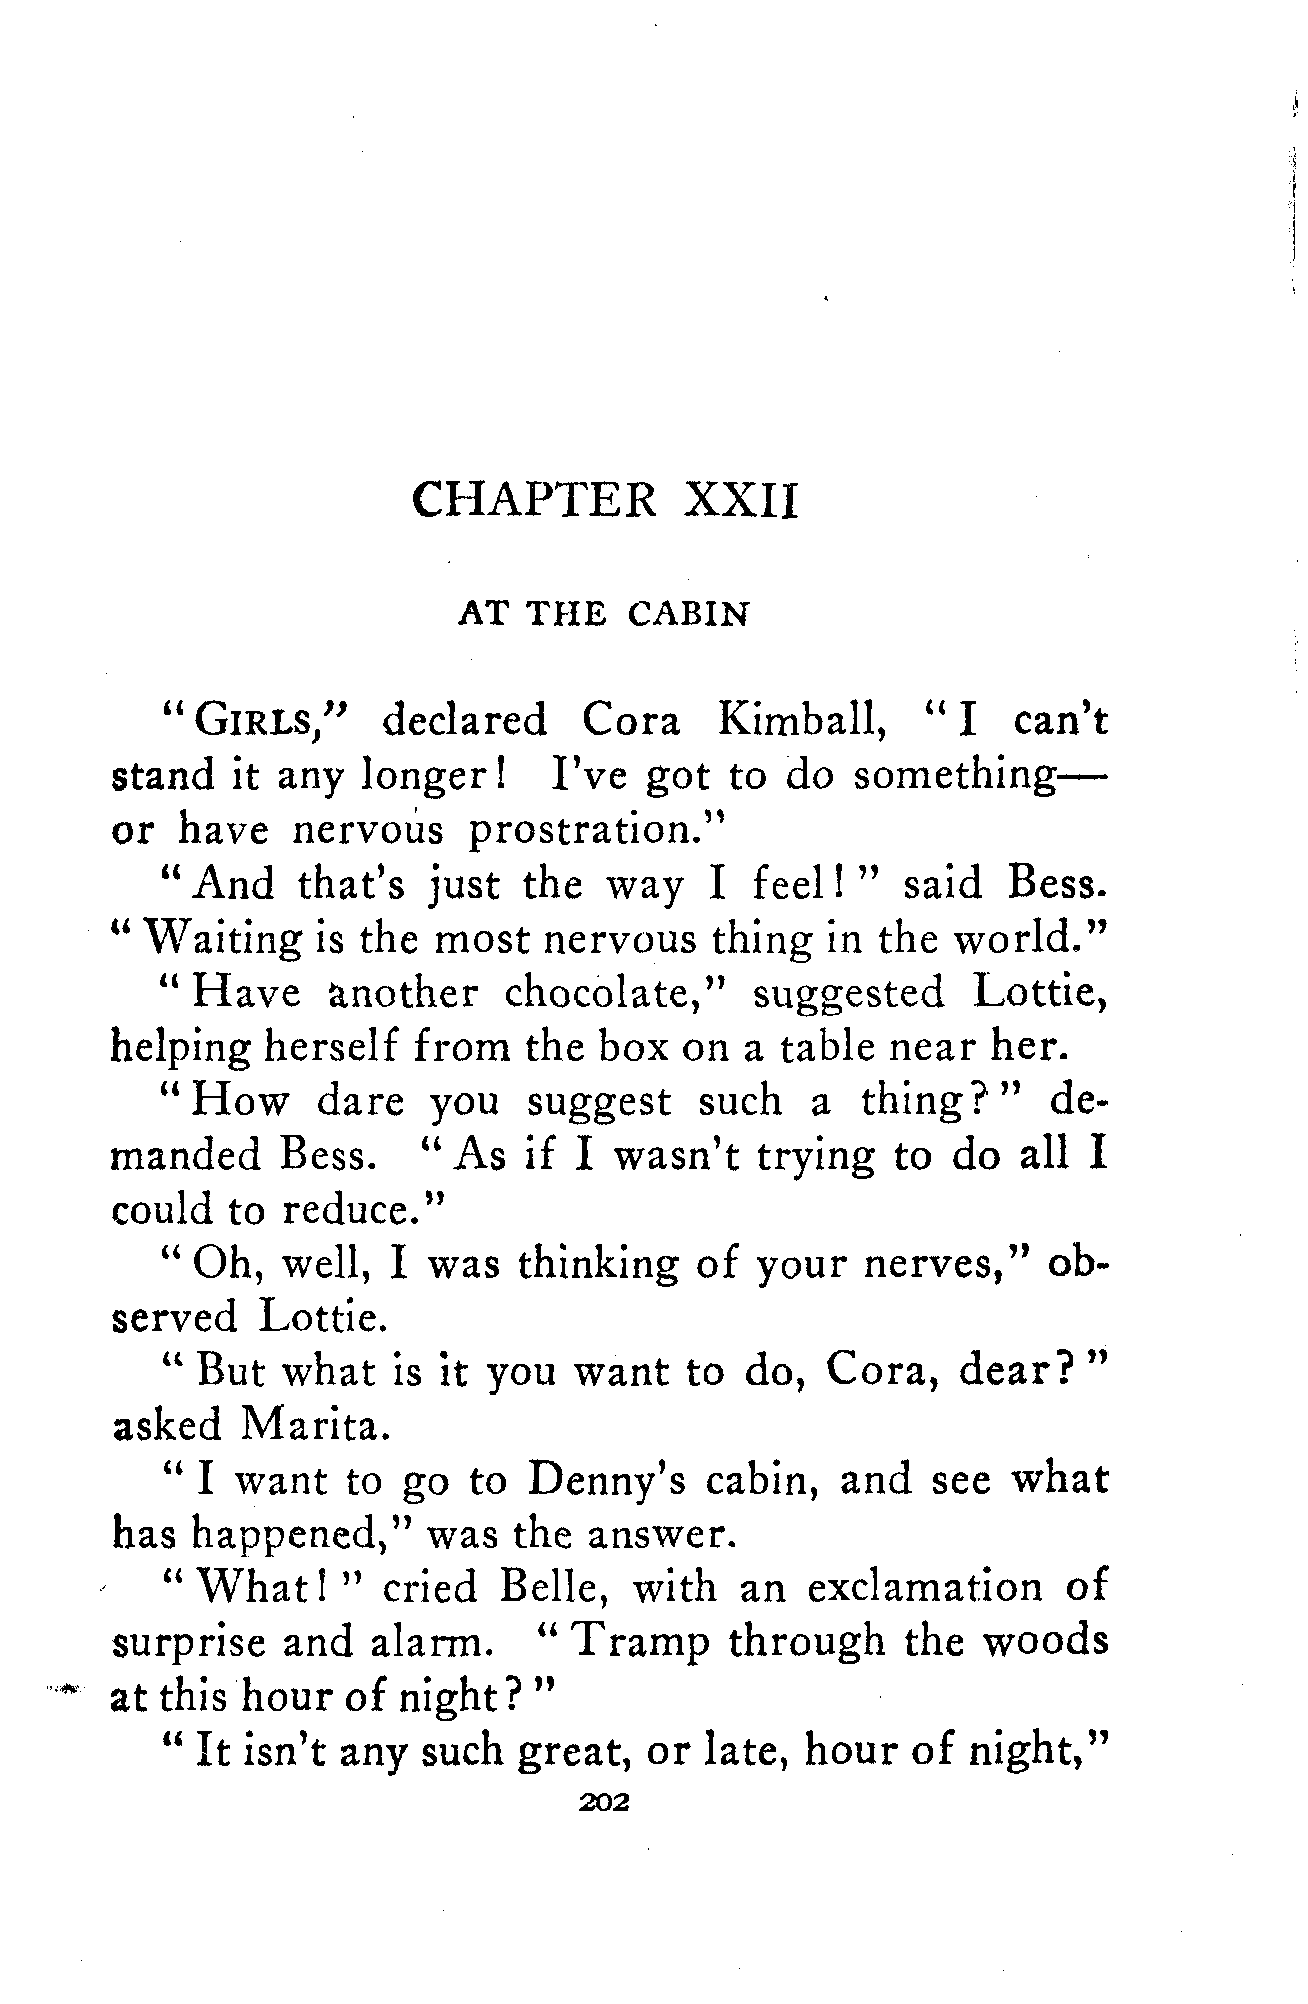 CHAPTER XXII
AT THE CABIN
" GIRLS," declared Cora Kimball, " I can't
stand it any longer! I've got to do something—
or have nervous prostration."
" And that's just the way I feel! " said Bess.
" Waiting is the most nervous thing in the world."
" Have another chocolate," suggested Lottie,
helping herself from the box on a table near her.
" How dare you suggest such a thing? " de-
manded Bess. " As if I wasn't trying to do all I
could to reduce."
" Oh, well, I was thinking of your nerves," ob-
served Lottie.
" But what is it you want to do, Cora, dear? "
asked Marita.
" I want to go to Denny's cabin, and see what
has happened," was the answer.
" What! " cried Belle, with an exclamation of
surprise and alarm. " Tramp through the woods
at this hour of night? "
" It isn't any such great, or late, hour of night,"
202